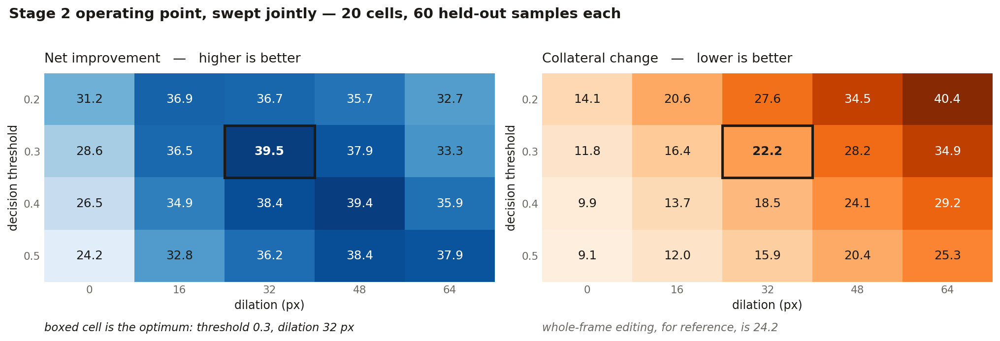 Stage 2 operating point, swept jointly — 20 cells, 60 held-out samples each
Net improvement — higher is better
decision threshold
0.2 31.2 36.9 36.7 35.7 32.7
0.3 28.6 36.5 39.5 37.9 33.3
0.4 26.5 34.9 38.4 39.4 35.9
0.5 24.2 32.8 36.2 38.4 37.9
0 16 32 48 64
dilation (px)
boxed cell is the optimum: threshold 0.3, dilation 32 px
Collateral change — lower is better
decision threshold
0.2 14.1 20.6 27.6 34.5 40.4
0.3 11.8 16.4 22.2 28.2 34.9
0.4 9.9 13.7 18.5 24.1 29.2
0.5 9.1 12.0 15.9 20.4 25.3
0 16 32 48 64
dilation (px)
whole-frame editing, for reference, is 24.2